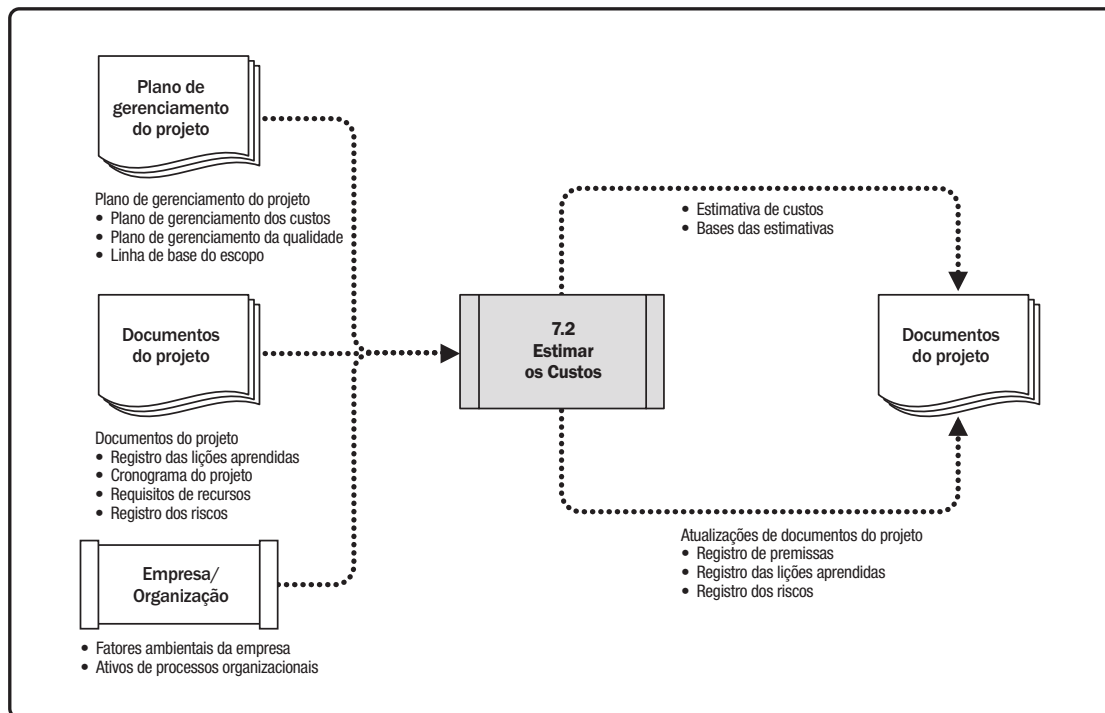 Plano de
gerenciamento
do projeto
Plano de gerenciamento do projeto
• Plano de gerenciamento dos custos
• Plano de gerenciamento da qualidade
• Linha de base do escopo
Documentos
do projeto
Documentos do projeto
• Registro das lições aprendidas
• Cronograma do projeto
• Requisitos de recursos
• Registro dos riscos
Empresa/
Organização
• Fatores ambientais da empresa
• Ativos de processos organizacionais
7.2
Estimar
os Custos
• Estimativa de custos
• Bases das estimativas
Documentos
do projeto
Atualizações de documentos do projeto
• Registro de premissas
• Registro das lições aprendidas
• Registro dos riscos